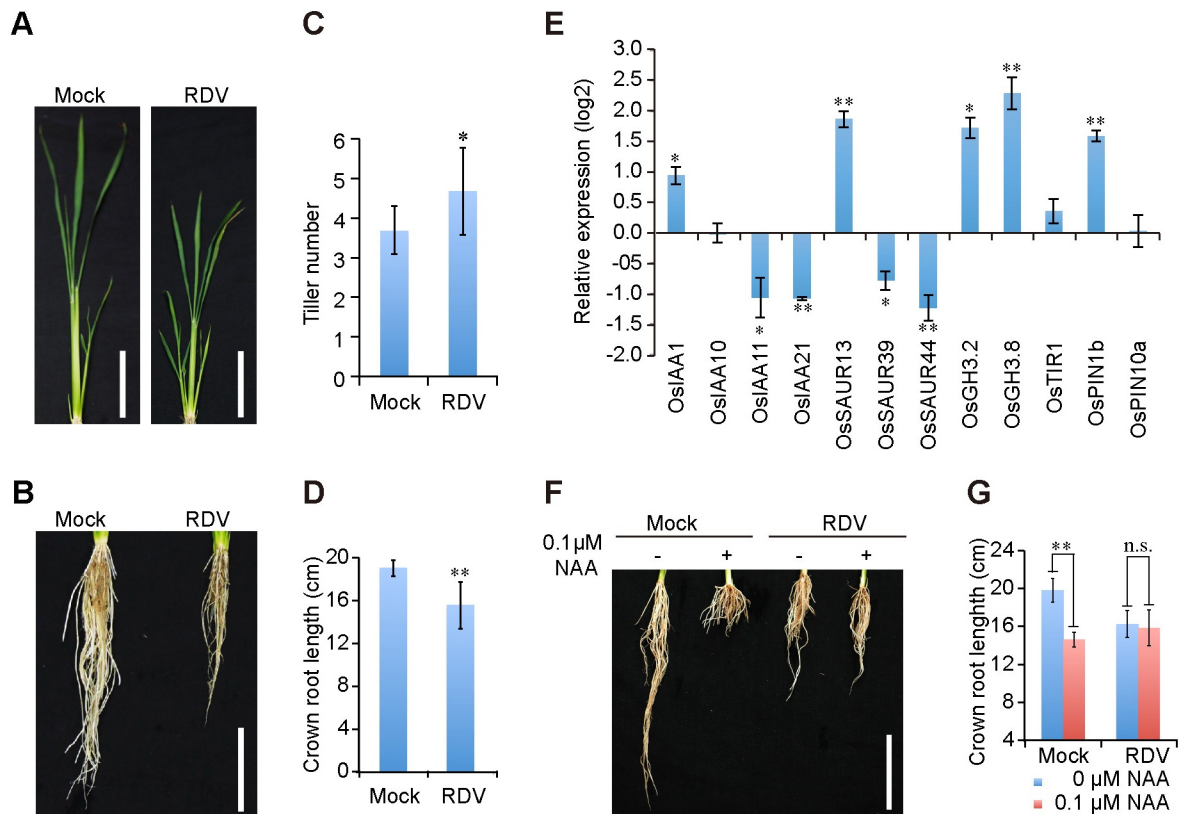 A
Mock RDV
B
Mock RDV
C
Tiller number
6
5
4
3
2
1
0
*
Mock RDV
D
Crown root length (cm)
20
16
12
8
4
0
**
Mock RDV
E
Relative expression (log2)
3.0
2.5
2.0
1.5
1.0
0.5
0.0
-05
-1.0
-1.5
-2.0
*
*
**
**
*
**
*
**
**
OsIAA1
OsIAA10
OsIAA11
OsIAA21
OsSAUR13
OsSAUR39
OsSAUR44
OsGH3.2
OsGH3.8
OsTIR1
OsPIN1b
OsPIN10a
F
Mock RDV
0.1µM
NAA
- + - +
G
Crown root lenghth (cm)
24
20
16
12
8
4
** n.s.
Mock RDV
0 µM NAA
0.1 µM NAA